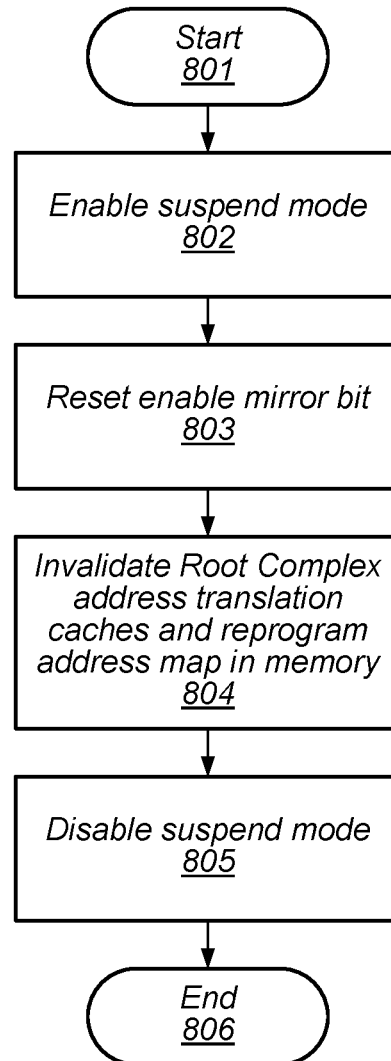 Start
801
Enable suspend mode
802
Reset enable mirror bit
803
Invalidate Root Complex
address translation
caches and reprogram
address map in memory
804
Disable suspend mode
805
End
806